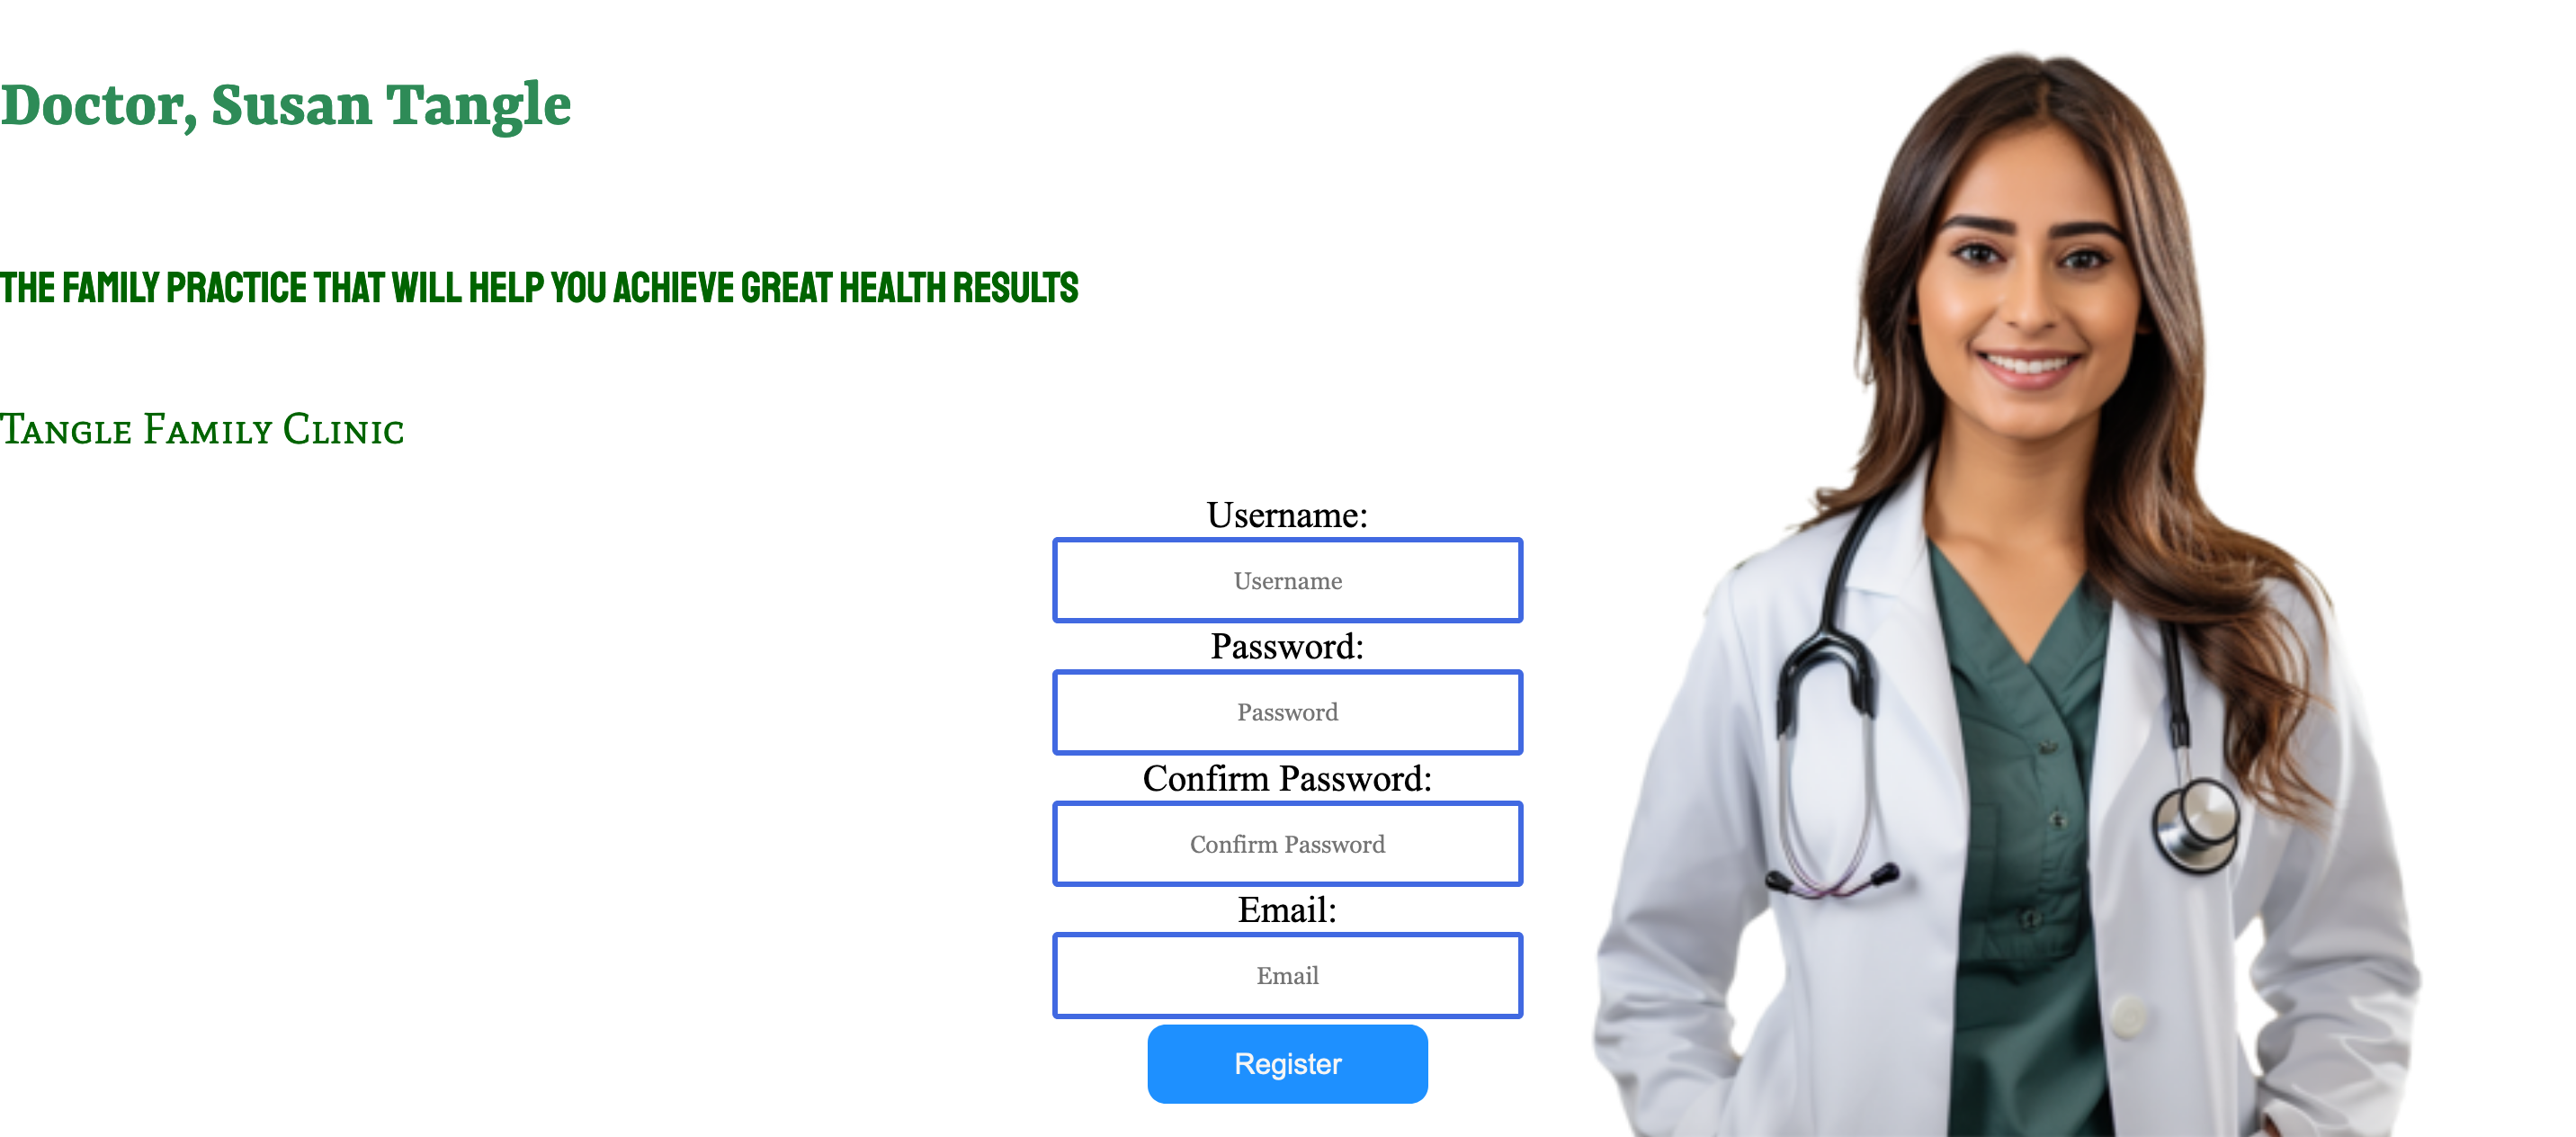 Doctor, Susan Tangle
THE FAMILY PRACTICE THAT WILL HELP YOU ACHIEVE GREAT HEALTH RESULTS
Tangle Family Clinic
Username:
Username
Password:
Password
Confirm Password:
Confirm Password
Email:
Email
Register